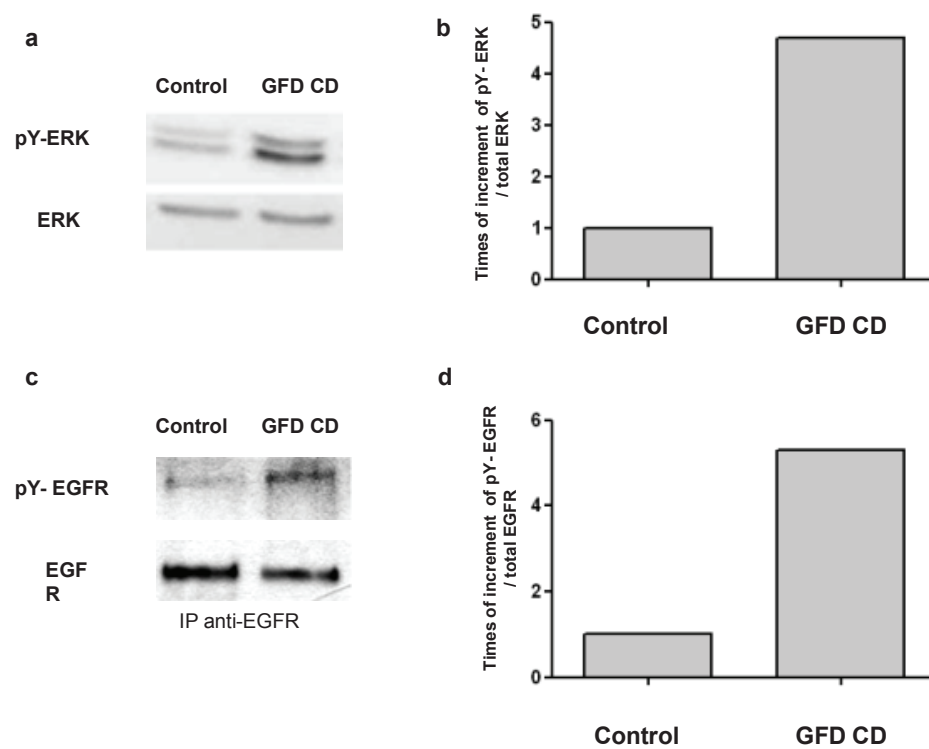 a
Control GFD CD
pY-ERK
ERK
b
Times of increment of pY- ERK
/ total ERK
5
4
3
2
1
0
Control GFD CD
c
Control GFD CD
pY- EGFR
EGF
R
IP anti-EGFR
d
Times of increment of pY- EGFR
/ total EGFR
6
4
2
0
Control GFD CD